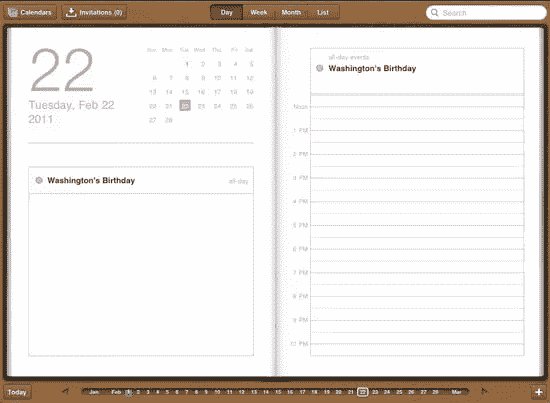 Calendars Invitations (0) Day Week Month List Search
22
Tuesday, Feb 22
2011
Sun Mon Tue Wed Thu Fri Sat
1 2 3 4 5
6 7 8 9 10 11 12
13 14 15 16 17 18 19
20 21 22 23 24 25 26
27 28
Washington's Birthday all-day
all-day events
Washington's Birthday
Noon
1 PM
2 PM
3 PM
4 PM
5 PM
6 PM
7 PM
8 PM
9 PM
10 PM
Today Jan Feb 1 2 3 4 5 6 7 8 9 10 11 12 13 14 15 16 17 18 19 20 21 22 23 24 25 26 27 28 Mar +